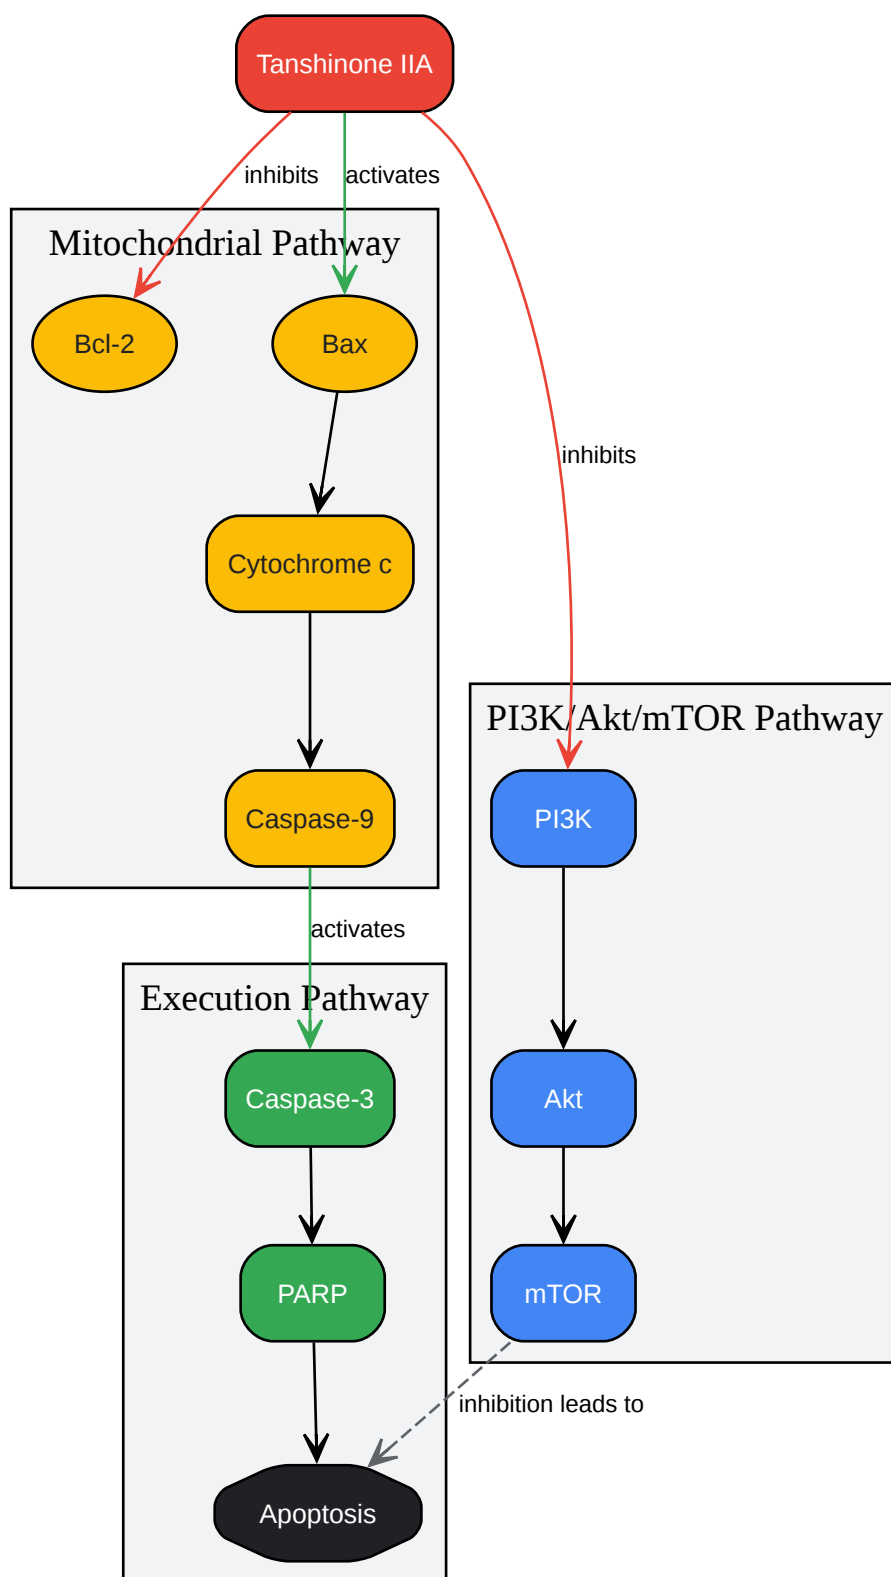 Tanshinone IIA
inhibits
activates
Mitochondrial Pathway
Bcl-2
Bax
inhibits
Cytochrome c
PI3K/Akt/mTOR Pathway
Caspase-9
PI3K
activates
Execution Pathway
Caspase-3
Akt
PARP
mTOR
inhibition leads to
Apoptosis